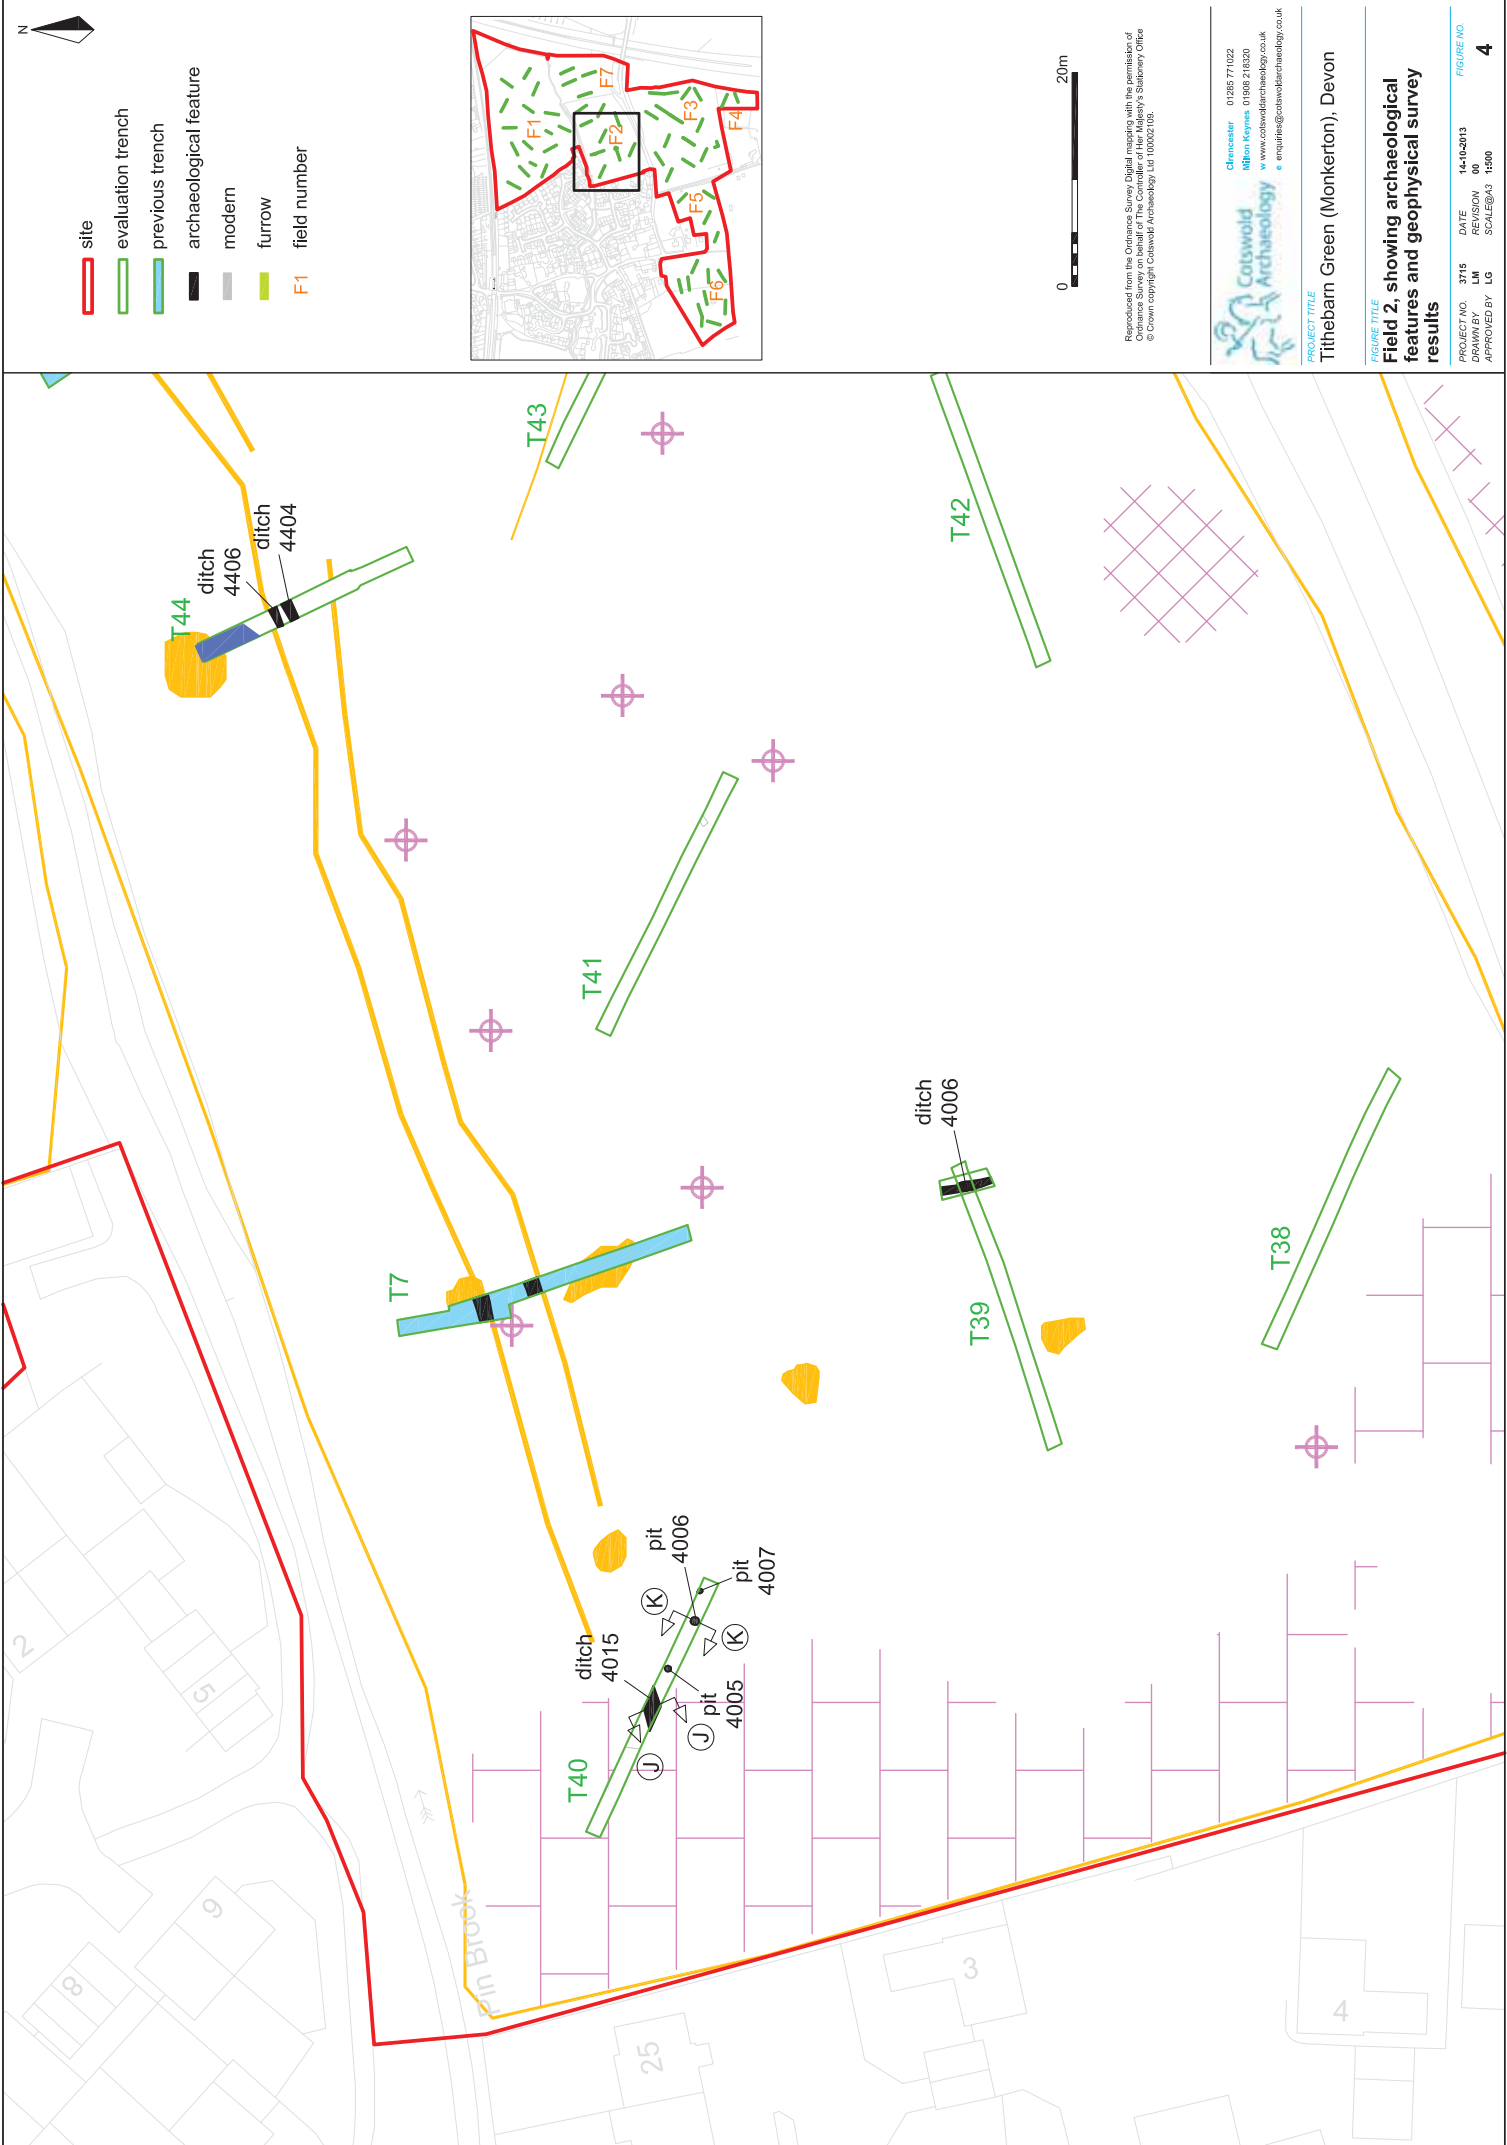 N
site
evaluation trench
previous trench
archaeological feature
modern
furrow
F1
field number
F1
F7
F2
F3
F4
F5
F6
0
20m
Reproduced from the Ordnance Survey Digital mapping with the permission of
Ordnance Survey on behalf of The Controller of Her Majesty's Stationery Office
© Crown copyright Cotswold Archaeology Ltd 100002109.
Cotswold
Archaeology
Cirencester 01285 771022
Milton Keynes 01908 218320
w www.cotswoldarchaeology.co.uk
e enquiries@cotswoldarchaeology.co.uk
PROJECT TITLE
Tithebarn Green (Monkerton), Devon
FIGURE TITLE
Field 2, showing archaeological
features and geophysical survey
results
PROJECT NO. 3715
DRAWN BY LM
APPROVED BY LG
DATE 14-10-2013
REVISION 00
SCALE@A3 1:500
FIGURE NO.
4
T44
ditch
4406
ditch
4404
T43
T42
T41
T7
ditch
4006
T39
T38
T40
ditch
4015
pit
4005
pit
4006
pit
4007
K
K
J
J
Pin Brook
2
5
9
8
25
3
4